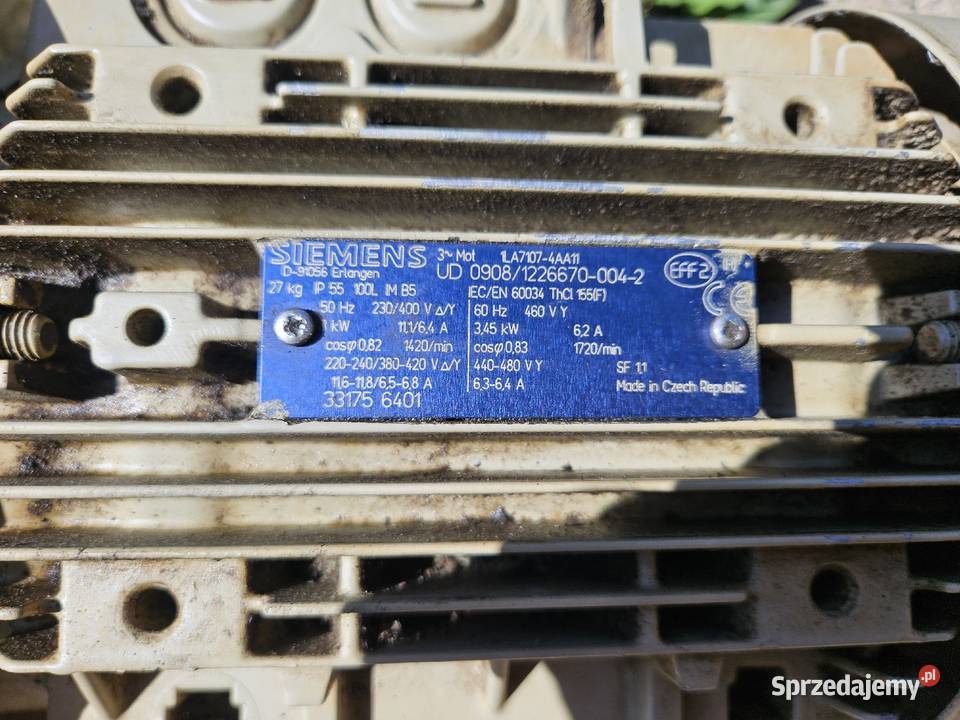 SIEMENS 3~ Mot 1LA7107-4AA11
D-91056 Erlangen UD 0908/1226670-004-2 EFF2
27 kg IP 55 100L IM B5 IEC/EN 60034 ThCl 155(F) CE
50 Hz 230/400 V Δ/Y 60 Hz 460 V Y
kW 11,1/6,4 A 3,45 kW 6,2 A
cosφ 0,82 1420/min cosφ 0,83 1720/min
220-240/380-420 V Δ/Y 440-480 V Y SF 1.1
11,6-11,8/6,5-6,8 A 6,3-6,4 A Made in Czech Republic
33175 6401
Sprzedajemy.pl